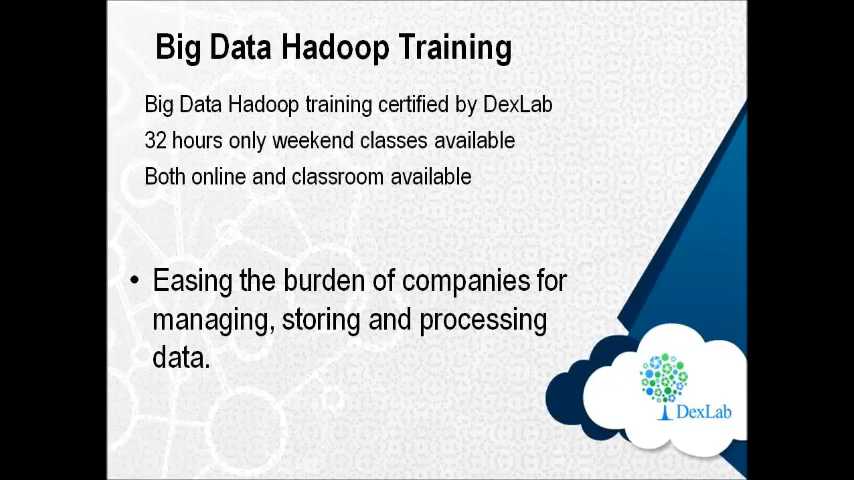 Big Data Hadoop Training
Big Data Hadoop training certified by DexLab
32 hours only weekend classes available
Both online and classroom available
• Easing the burden of companies for
managing, storing and processing
data.
DexLab